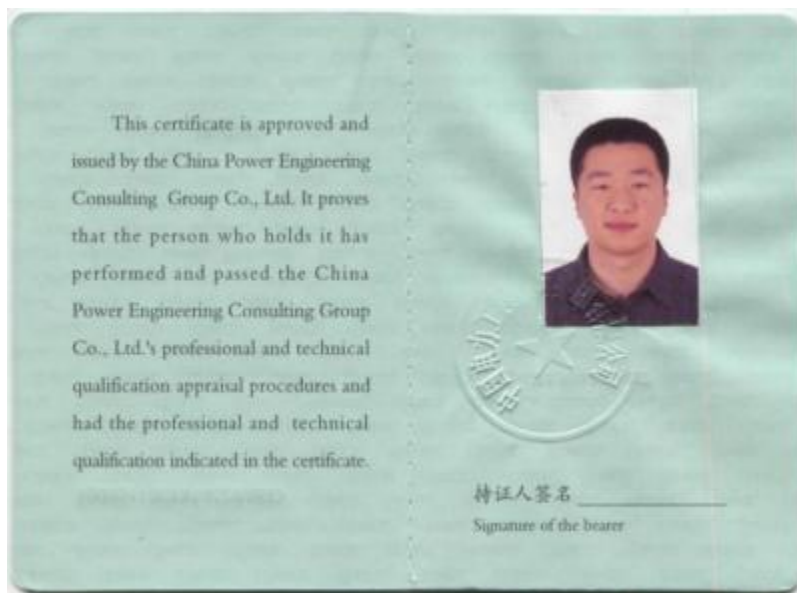 This certificate is approved and
issued by the China Power Engineering
Consulting Group Co., Ltd. It proves
that the person who holds it has
performed and passed the China
Power Engineering Consulting Group
Co., Ltd.'s professional and technical
qualification appraisal procedures and
had the professional and technical
qualification indicated in the certificate.
持证人签名
Signature of the bearer